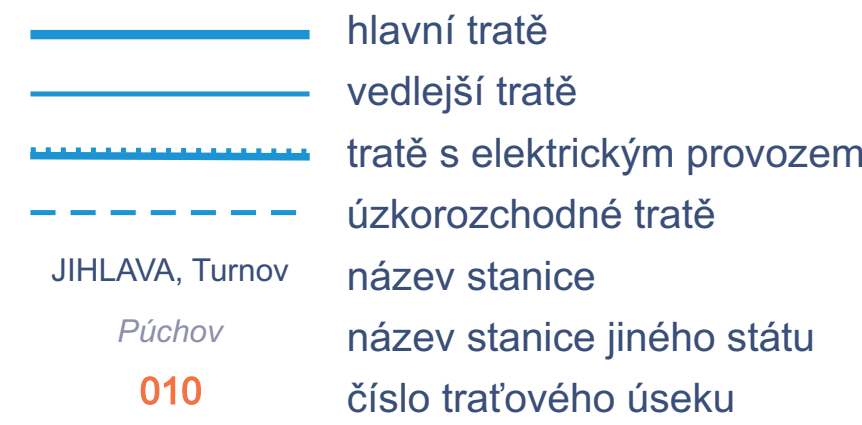 hlavní tratě
vedlejší tratě
tratě s elektrickým provozem
úzkorozchodné tratě
JIHLAVA, Turnov název stanice
Púchov název stanice jiného státu
010 číslo traťového úseku